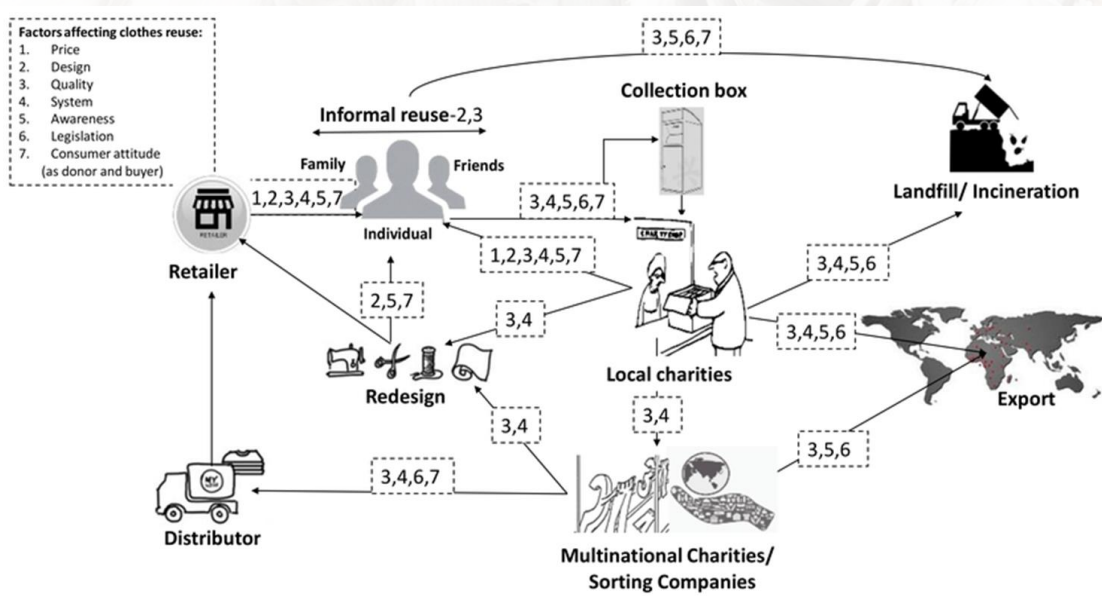 Factors affecting clothes reuse:
1. Price
2. Design
3. Quality
4. System
5. Awareness
6. Legislation
7. Consumer attitude
(as donor and buyer)
3,5,6,7
Collection box
Informal reuse-2,3
Family
Friends
Landfill/ Incineration
1,2,3,4,5,7
3,4,5,6,7
RETAILER
Individual
Retailer
1,2,3,4,5,7
3,4,5,6
2,5,7
3,4
3,4,5,6
Local charities
Redesign
Export
3,4
3,4
3,5,6
3,4,6,7
Distributor
Multinational Charities/
Sorting Companies